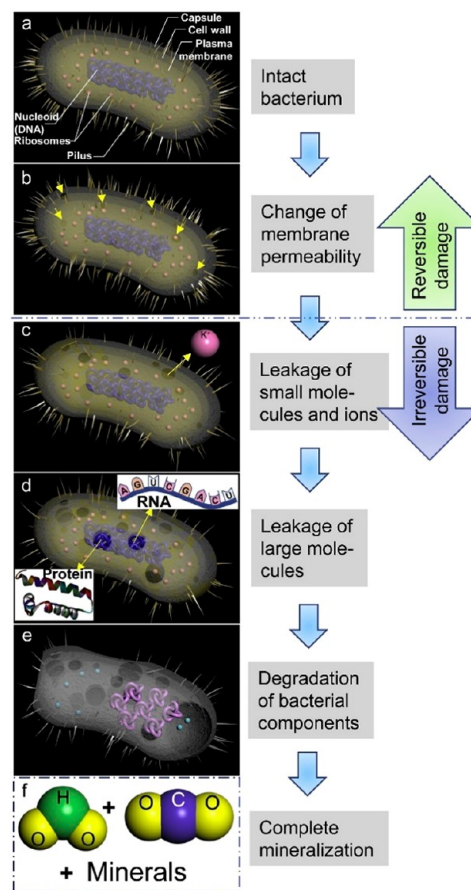 a
Capsule
Cell wall
Plasma
membrane
Nucleoid
(DNA)
Ribosomes
Pilus
Intact
bacterium
b
Change of
membrane
permeability
Reversible
damage
c
K+
Leakage of
small mole-
cules and ions
Irreversible
damage
d
A G U C G A C U
RNA
Protein
Leakage of
large mole-
cules
e
Degradation
of bacterial
components
f
H
O O
+
O C O
+ Minerals
Complete
mineralization